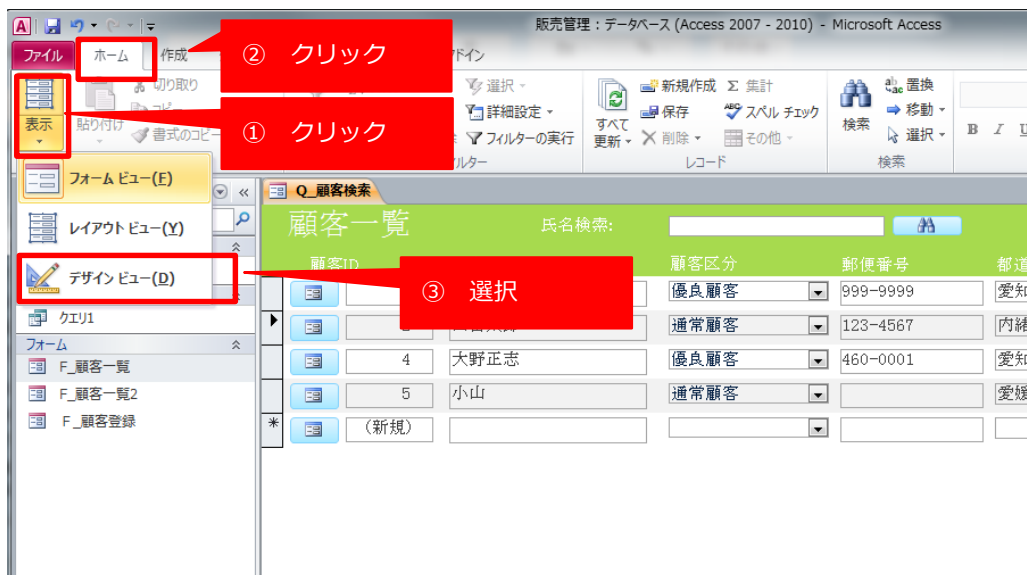 販売管理：データベース (Access 2007 - 2010) - Microsoft Access
ファイル ホーム 作成 ② クリック ドイン
切り取り 選択 新規作成 Σ 集計 置換
コピー 詳細設定 保存 スペル チェック 移動
表示 貼り付け 書式のコピー ① クリック フィルターの実行 すべて更新 削除 その他 検索 選択 B I U
ルター レコード 検索
フォーム ビュー(F)
Q_顧客検索
レイアウト ビュー(Y)
顧客一覧 氏名検索:
デザイン ビュー(D)
顧客ID 顧客区分 郵便番号 都道
③ 選択
優良顧客 999-9999 愛知
クエリ1
通常顧客 123-4567
フォーム
4 大野正志 優良顧客 460-0001 愛知
F_顧客一覧
5 小山 通常顧客 愛媛
F_顧客一覧2
* (新規)
F_顧客登録